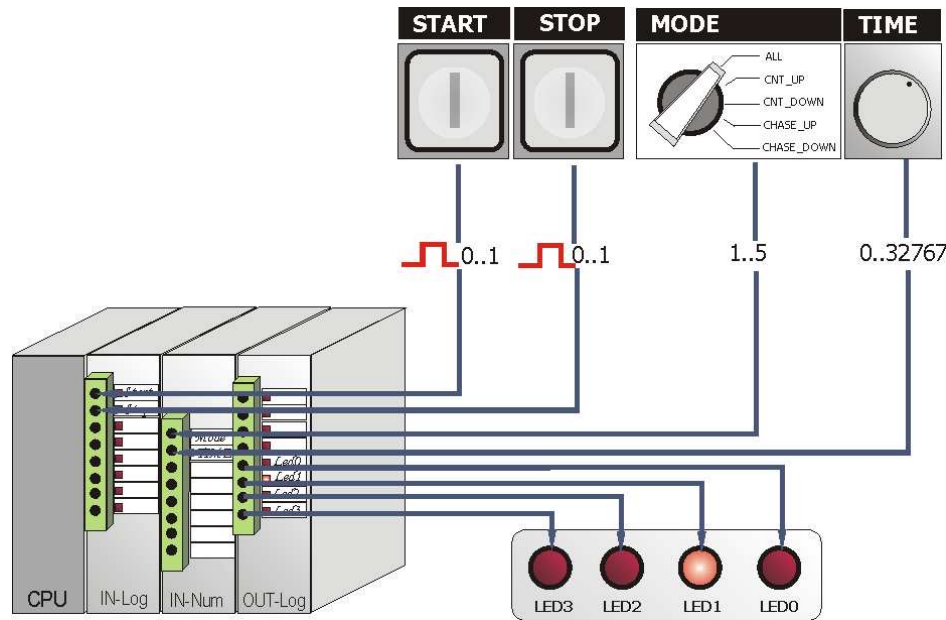 START STOP MODE TIME
ALL
CNT_UP
CNT_DOWN
CHASE_UP
CHASE_DOWN
0..1 0..1 1..5 0..32767
Start
Mode
Led0
Led1
Led2
Led3
CPU IN-Log IN-Num OUT-Log
LED3 LED2 LED1 LED0